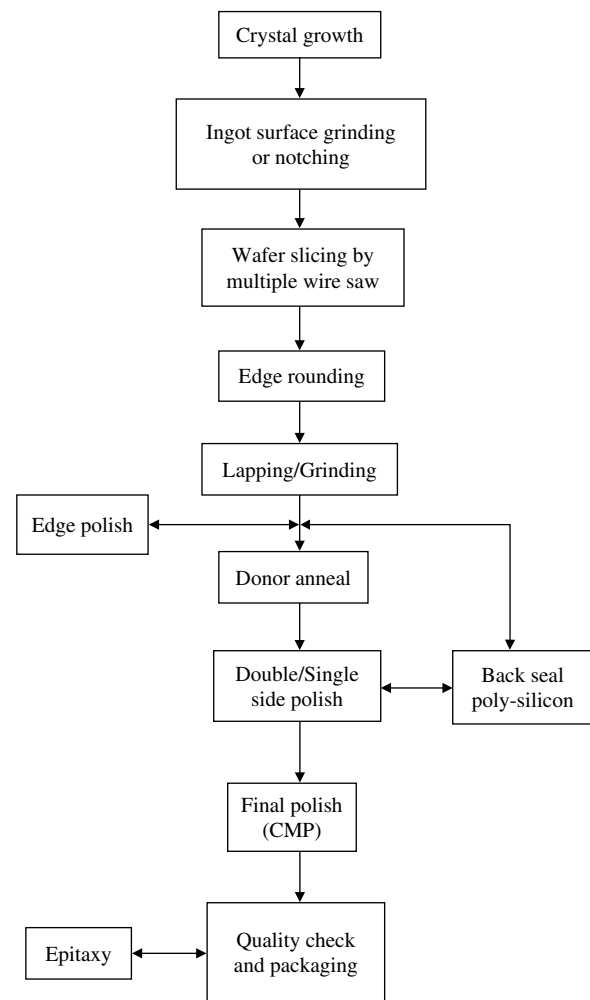 Crystal growth
Ingot surface grinding
or notching
Wafer slicing by
multiple wire saw
Edge rounding
Lapping/Grinding
Edge polish
Donor anneal
Double/Single
side polish
Back seal
poly-silicon
Final polish
(CMP)
Epitaxy
Quality check
and packaging